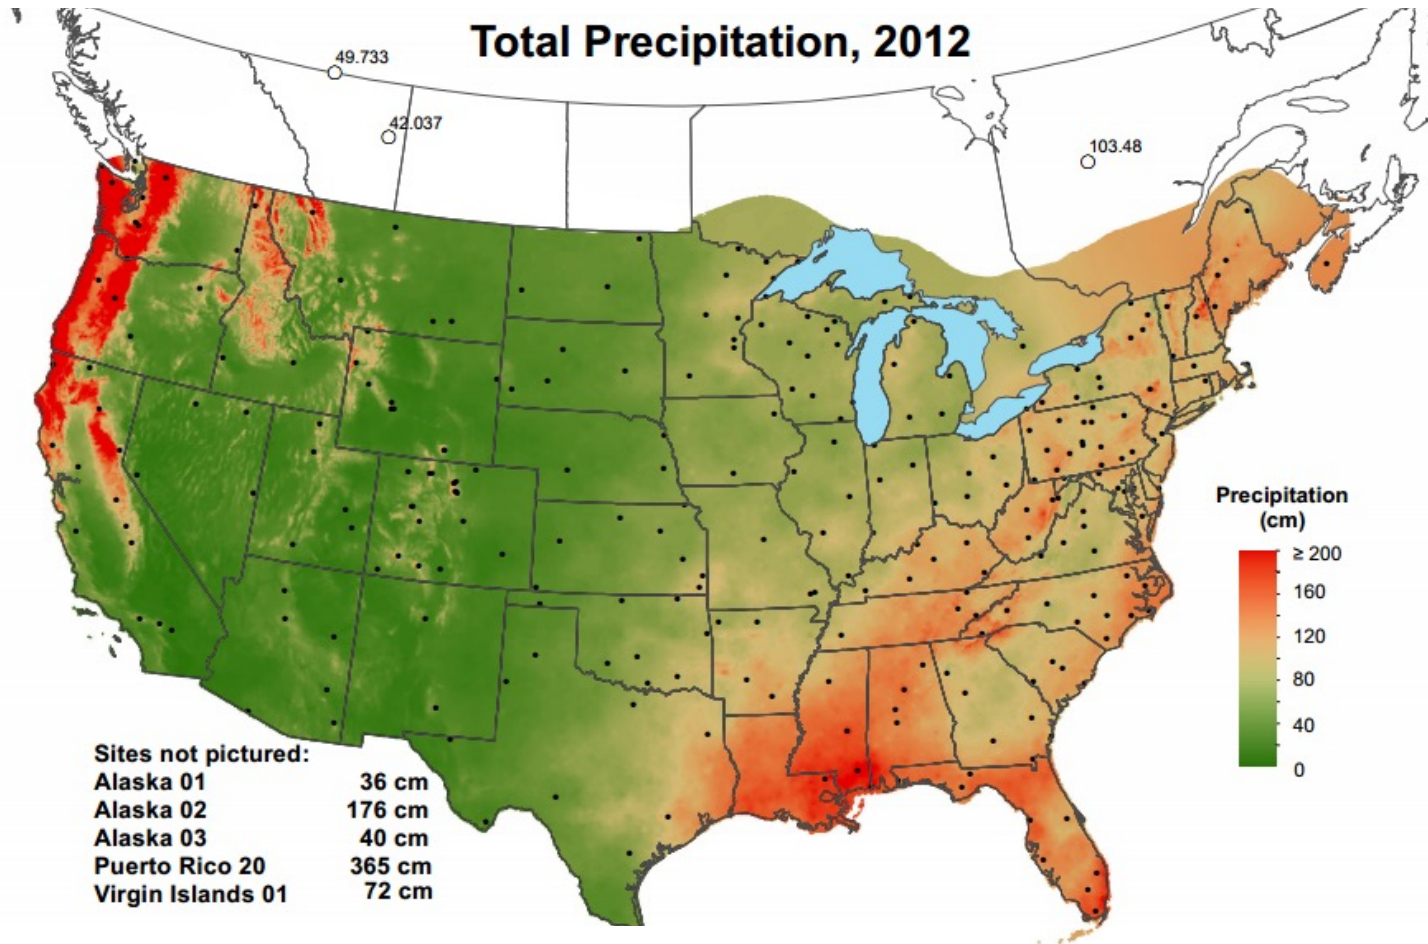 Total Precipitation, 2012
49.733
42.037
103.48
Precipitation
(cm)
≥ 200
160
120
80
40
0
Sites not pictured:
Alaska 01 36 cm
Alaska 02 176 cm
Alaska 03 40 cm
Puerto Rico 20 365 cm
Virgin Islands 01 72 cm